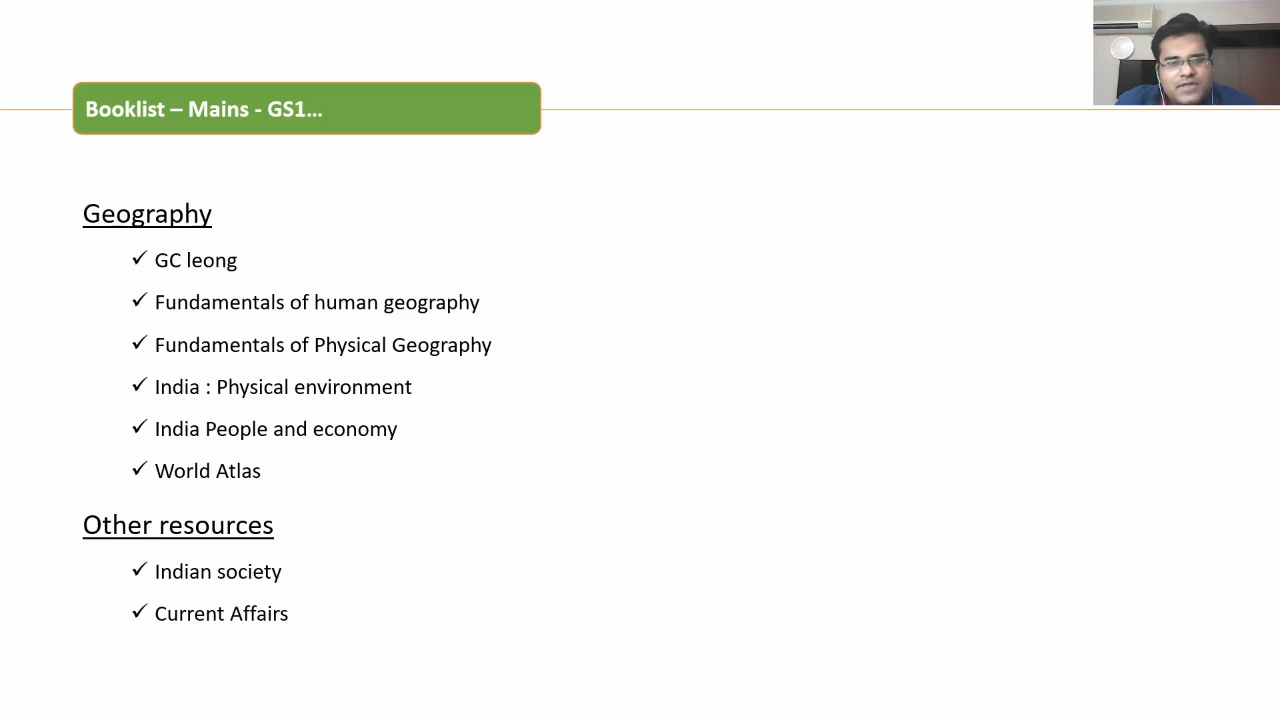 Booklist – Mains - GS1...
Geography
✓ GC leong
✓ Fundamentals of human geography
✓ Fundamentals of Physical Geography
✓ India : Physical environment
✓ India People and economy
✓ World Atlas
Other resources
✓ Indian society
✓ Current Affairs